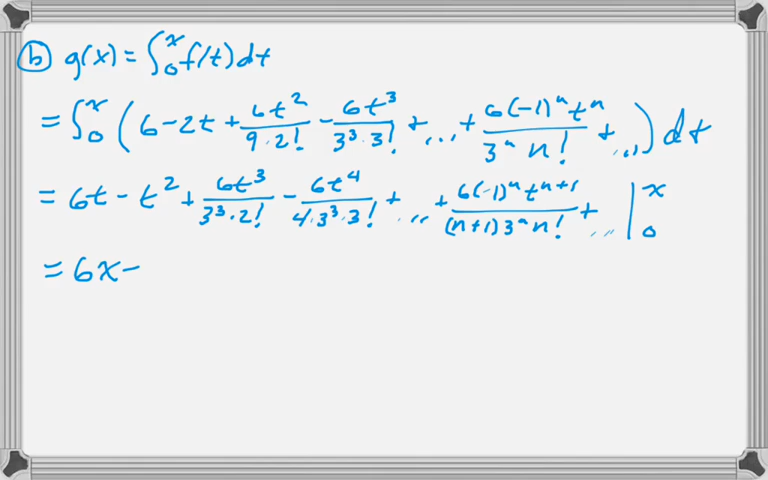 (b) g(x) = ∫₀ˣ f(t)dt
= ∫₀ˣ (6 - 2t + 6t²/(9·2!) - 6t³/(3³·3!) + ... + 6(-1)ⁿtⁿ/(3ⁿ n!) + ...) dt
= 6t - t² + 6t³/(3³·2!) - 6t⁴/(4·3³·3!) + ... + 6(-1)ⁿtⁿ⁺¹/((n+1)3ⁿn!) + ... |₀ˣ
= 6x -